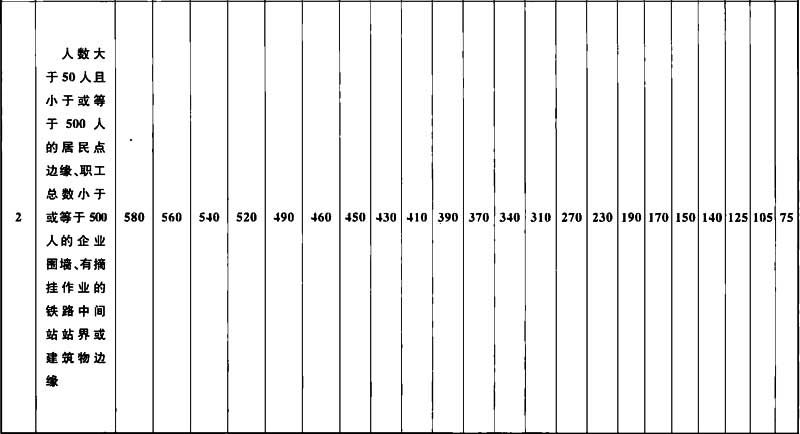 人数大
于50人且
小于或等
于500人
的居民点
边缘、职工
总数小于
2 或等于500 580 560 540 520 490 460 450 430 410 390 370 340 310 270 230 190 170 150 140 125 105 75
人的企业
围墙、有摘
挂作业的
铁路中间
站站界或
建筑物边
缘